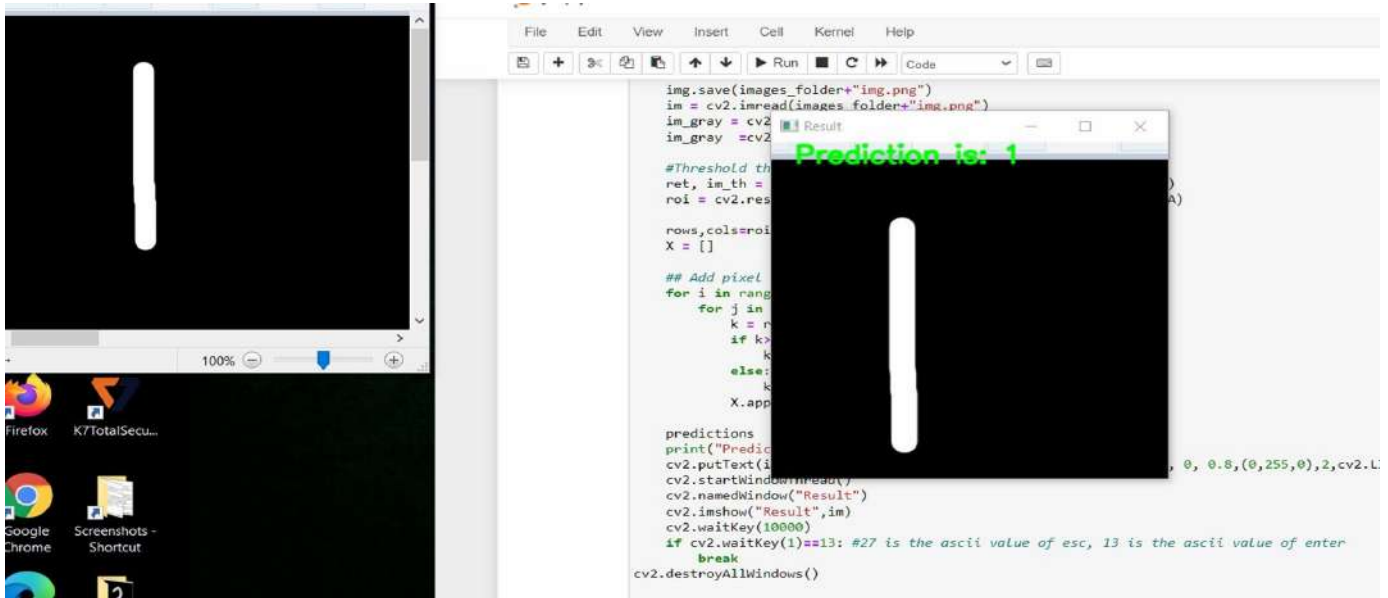 100%
Firefox
K7TotalSecu...
Google Chrome
Screenshots - Shortcut
File Edit View Insert Cell Kernel Help
Run Code
img.save(images_folder+"img.png")
im = cv2.imread(images_folder+"img.png")
im_gray = cv2
im_gray =cv2
#Threshold th
ret, im_th = )
roi = cv2.res A)
rows,cols=roi
X = []
## Add pixel
for i in rang
for j in
k = r
if k>
k
else:
k
X.app
predictions
print("Predic
cv2.putText(i , 0, 0.8,(0,255,0),2,cv2.L
cv2.startWindowThread()
cv2.namedWindow("Result")
cv2.imshow("Result",im)
cv2.waitKey(10000)
if cv2.waitKey(1)==13: #27 is the ascii value of esc, 13 is the ascii value of enter
break
cv2.destroyAllWindows()
Result
Prediction is: 1